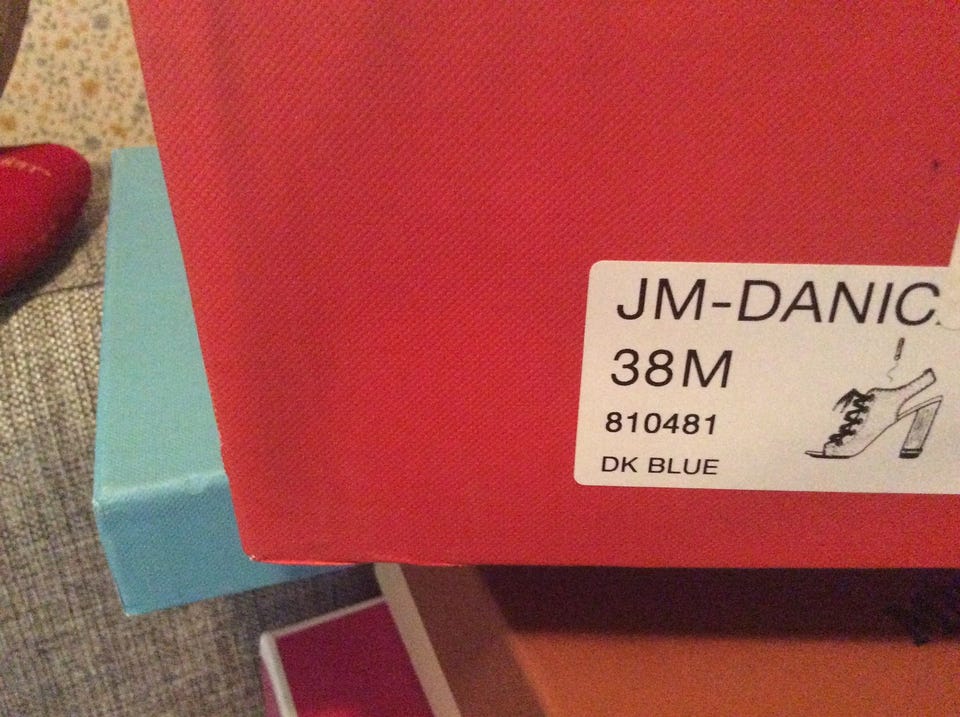 JM-DANIC
38M
810481
DK BLUE